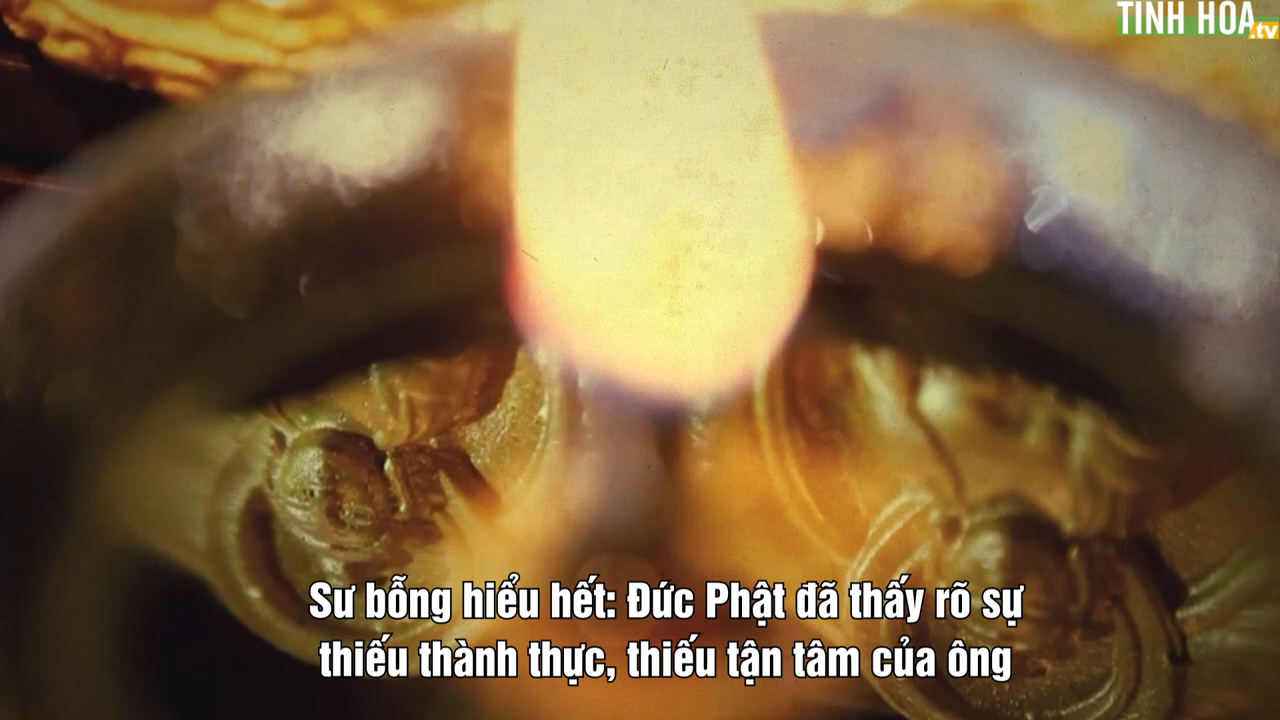 TINH HOA
.tv
Sư bỗng hiểu hết: Đức Phật đã thấy rõ sự
thiếu thành thực, thiếu tận tâm của ông